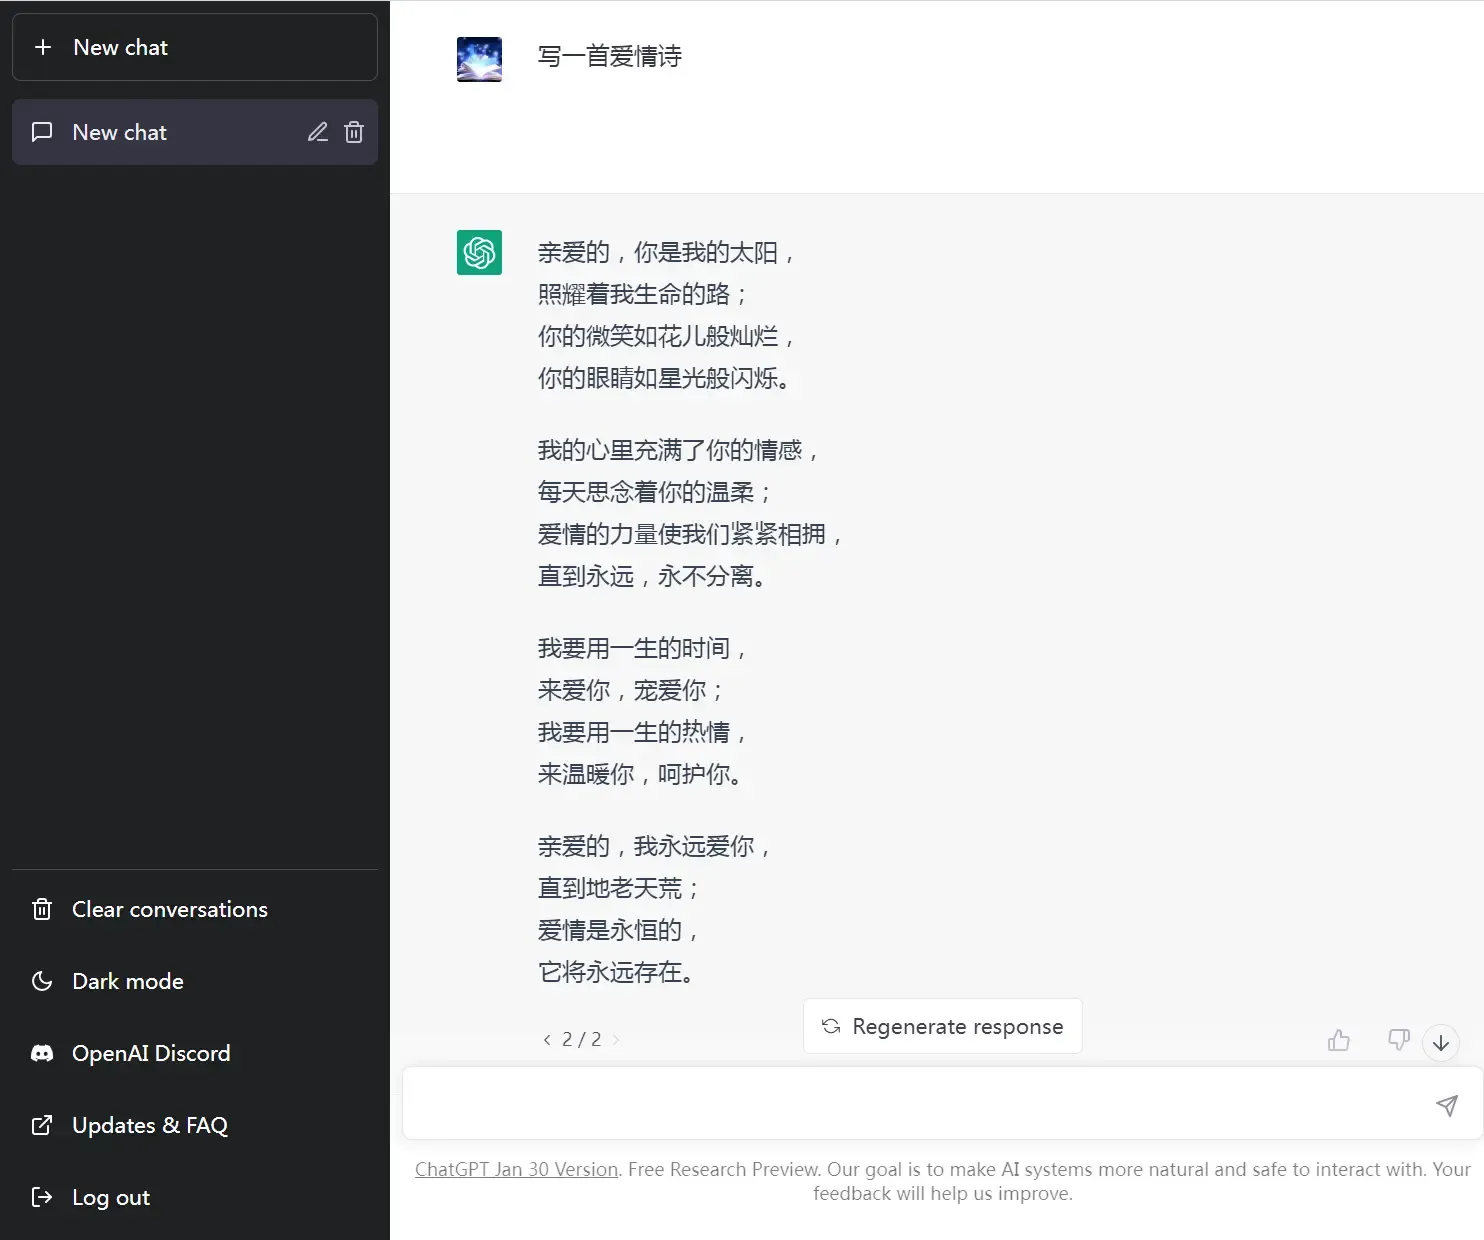 New chat
New chat
Clear conversations
Dark mode
OpenAI Discord
Updates & FAQ
Log out
写一首爱情诗
亲爱的，你是我的太阳，
照耀着我生命的路；
你的微笑如花儿般灿烂，
你的眼睛如星光般闪烁。
我的心里充满了你的情感，
每天思念着你的温柔；
爱情的力量使我们紧紧相拥，
直到永远，永不分离。
我要用一生的时间，
来爱你，宠爱你；
我要用一生的热情，
来温暖你，呵护你。
亲爱的，我永远爱你，
直到地老天荒；
爱情是永恒的，
它将永远存在。
2 / 2
Regenerate response
ChatGPT Jan 30 Version. Free Research Preview. Our goal is to make AI systems more natural and safe to interact with. Your
feedback will help us improve.